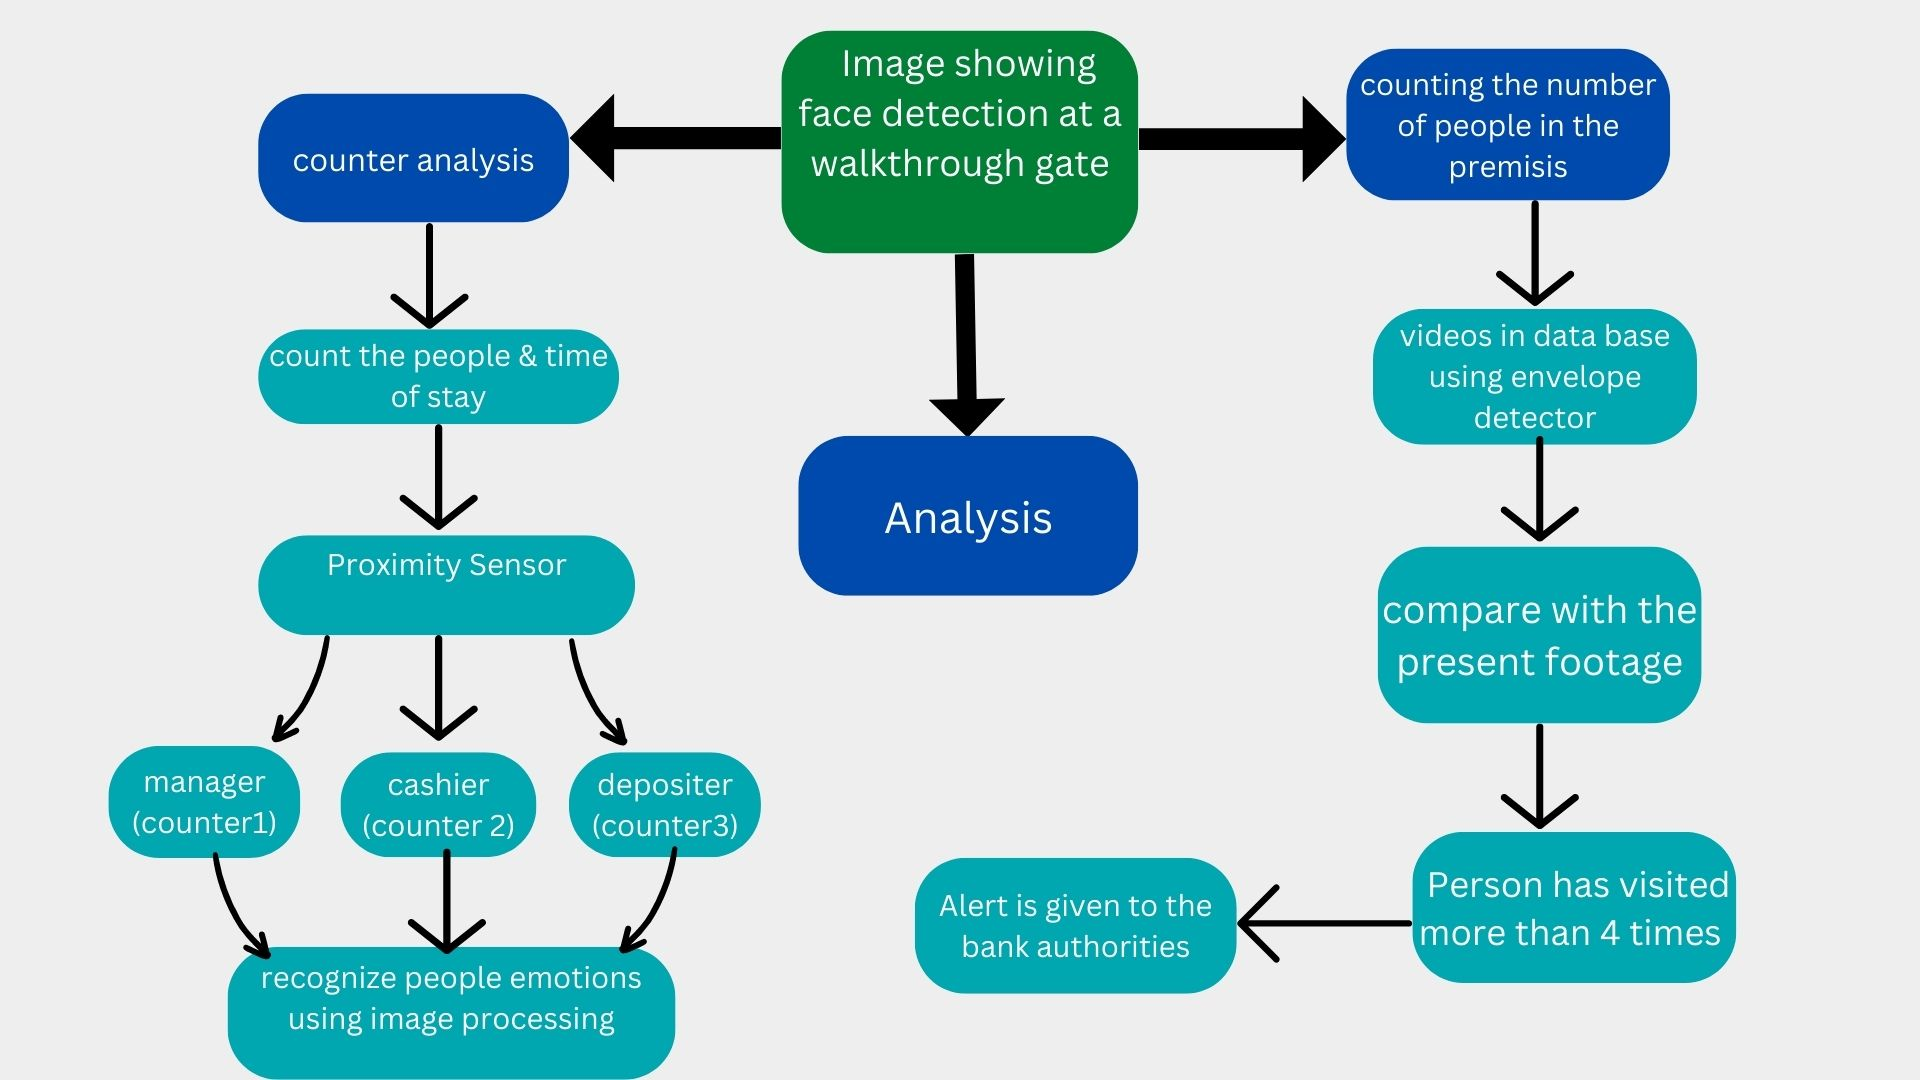 Image showing
face detection at a
walkthrough gate
counter analysis
counting the number
of people in the
premisis
count the people & time
of stay
videos in data base
using envelope
detector
Analysis
Proximity Sensor
compare with the
present footage
manager
(counter1)
cashier
(counter 2)
depositer
(counter3)
Person has visited
more than 4 times
Alert is given to the
bank authorities
recognize people emotions
using image processing